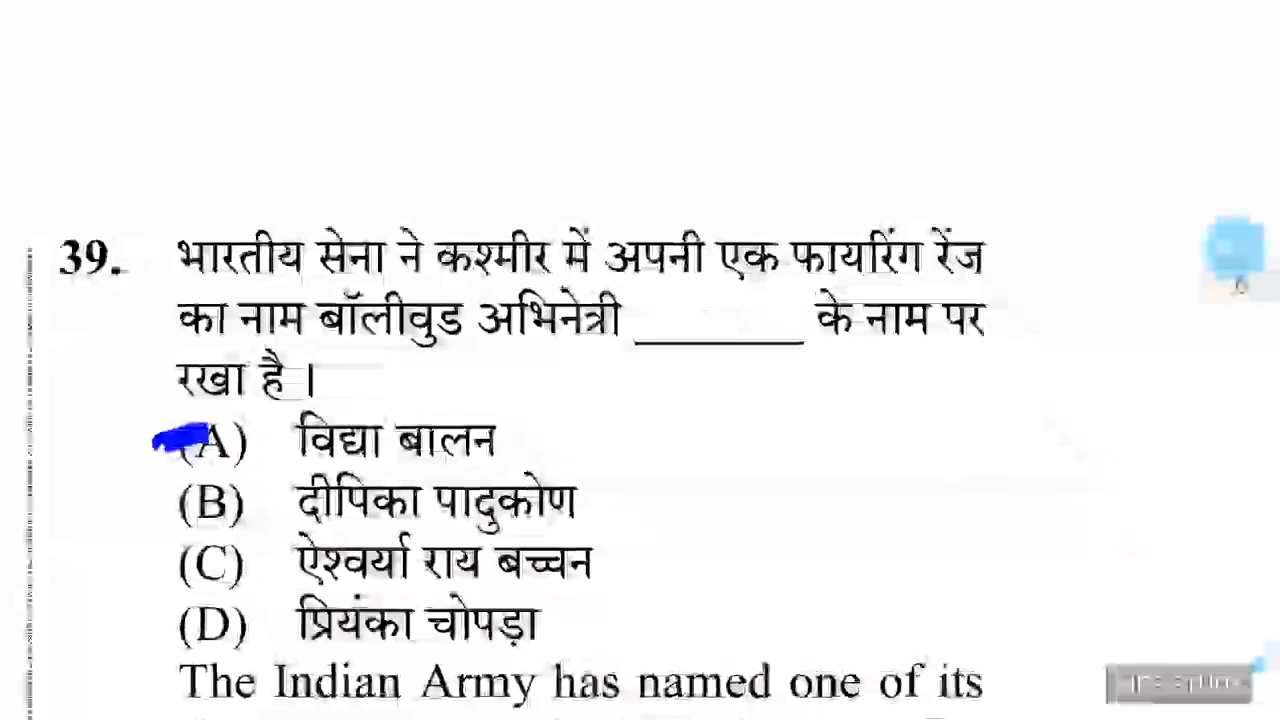 39. भारतीय सेना ने कश्मीर में अपनी एक फायरिंग रेंज
का नाम बॉलीवुड अभिनेत्री ________ के नाम पर
रखा है ।
(A) विद्या बालन
(B) दीपिका पादुकोण
(C) ऐश्वर्या राय बच्चन
(D) प्रियंका चोपड़ा
The Indian Army has named one of its